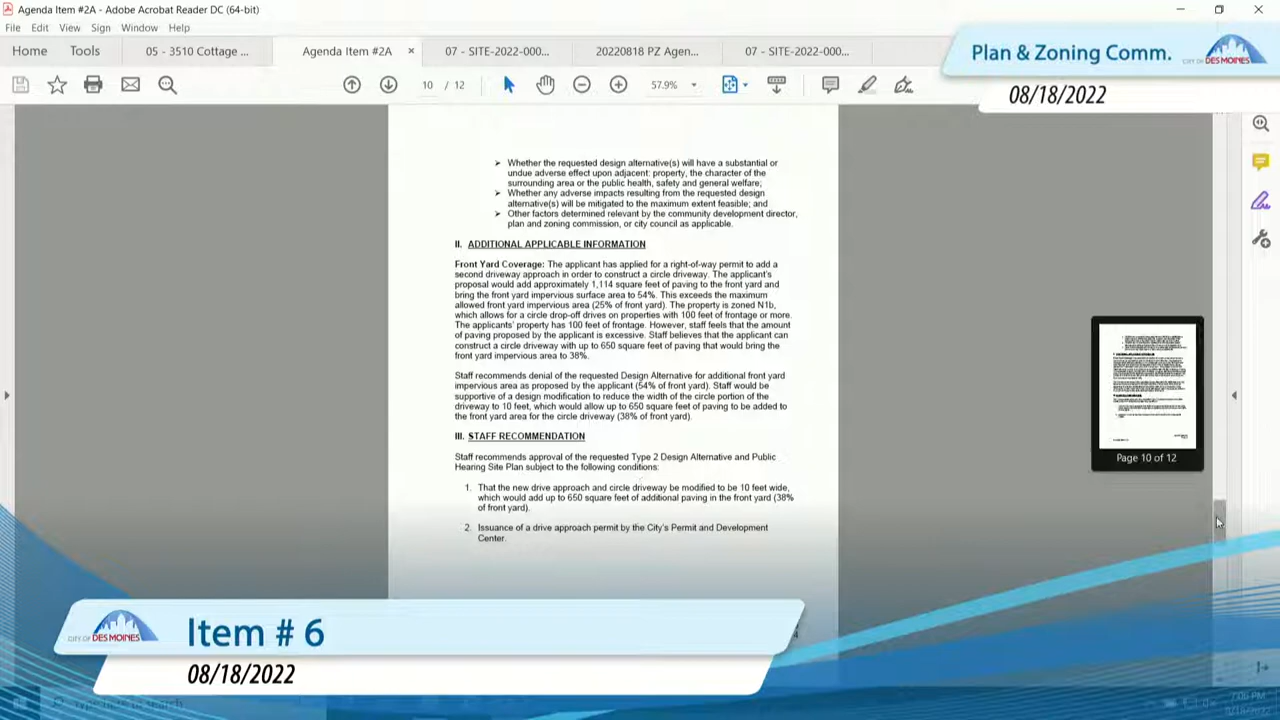 Agenda Item #2A - Adobe Acrobat Reader DC (64-bit)
File Edit View Sign Window Help
Home Tools 05 - 3510 Cottage ... Agenda Item #2A × 07 - SITE-2022-000... 20220818 PZ Agen... 07 - SITE-2022-000...
10 / 12 57.9%
Plan & Zoning Comm.
CITY OF DES MOINES
08/18/2022
➢ Whether the requested design alternative(s) will have a substantial or
undue adverse effect upon adjacent property, the character of the
surrounding area or the public health, safety and general welfare;
➢ Whether any adverse impacts resulting from the requested design
alternative(s) will be mitigated to the maximum extent feasible; and
➢ Other factors determined relevant by the community development director,
plan and zoning commission, or city council as applicable.
II. ADDITIONAL APPLICABLE INFORMATION
Front Yard Coverage: The applicant has applied for a right-of-way permit to add a
second driveway approach in order to construct a circle driveway. The applicant's
proposal would add approximately 1,114 square feet of paving to the front yard and
bring the front yard impervious surface area to 54%. This exceeds the maximum
allowed front yard impervious area (25% of front yard). The property is zoned N1b,
which allows for a circle drop-off drives on properties with 100 feet of frontage or more.
The applicants' property has 100 feet of frontage. However, staff feels that the amount
of paving proposed by the applicant is excessive. Staff believes that the applicant can
construct a circle driveway with up to 650 square feet of paving that would bring the
front yard impervious area to 38%.
Staff recommends denial of the requested Design Alternative for additional front yard
impervious area as proposed by the applicant (54% of front yard). Staff would be
supportive of a design modification to reduce the width of the circle portion of the
driveway to 10 feet, which would allow up to 650 square feet of paving to be added to
the front yard area for the circle driveway (38% of front yard).
III. STAFF RECOMMENDATION
Staff recommends approval of the requested Type 2 Design Alternative and Public
Hearing Site Plan subject to the following conditions:
1. That the new drive approach and circle driveway be modified to be 10 feet wide,
which would add up to 650 square feet of additional paving in the front yard (38%
of front yard).
2. Issuance of a drive approach permit by the City's Permit and Development
Center.
Page 10 of 12
CITY OF DES MOINES
Item # 6
08/18/2022
Type here to search
7:06 PM
8/18/2022